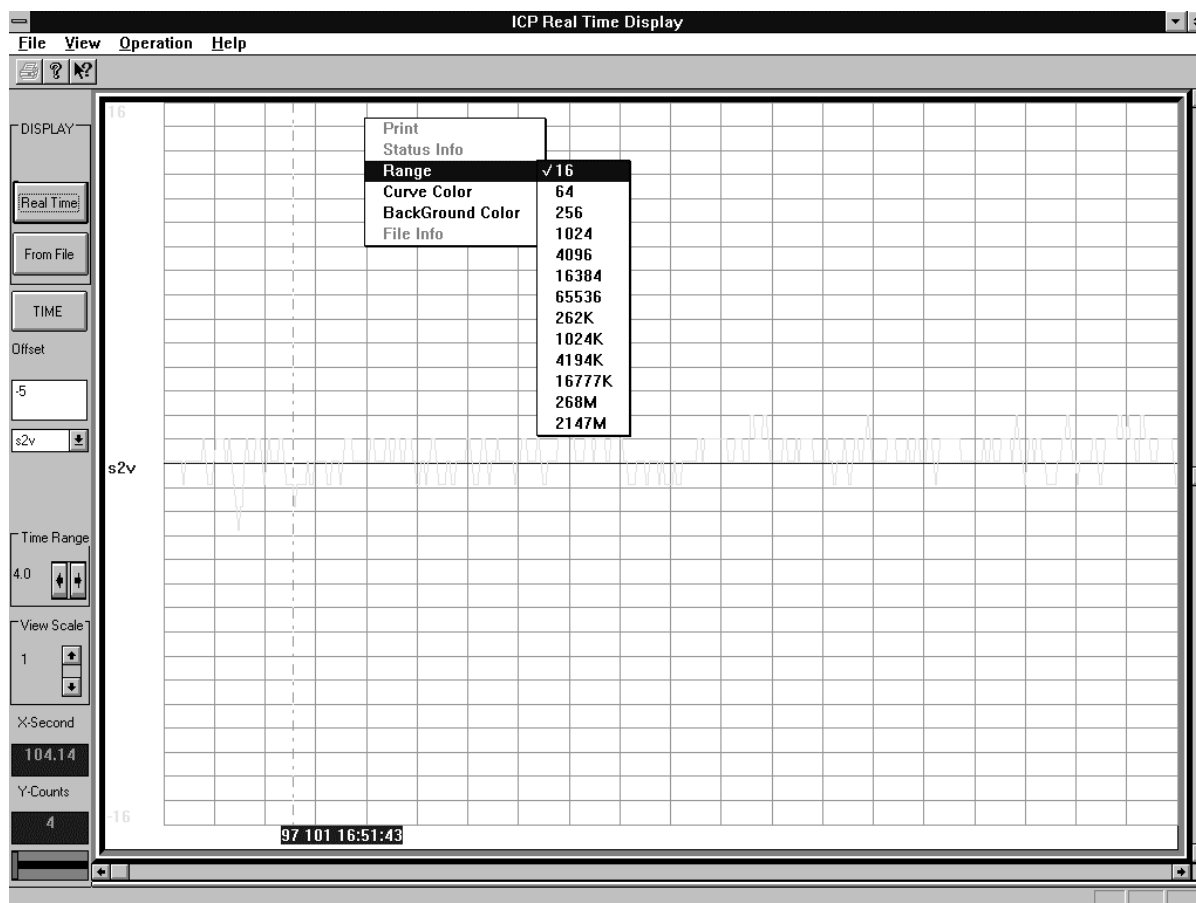 ICP Real Time Display
File View Operation Help
DISPLAY
Real Time
From File
TIME
Offset
-5
s2v
Time Range
4.0
View Scale
1
X-Second
104.14
Y-Counts
4
16
s2v
-16
97 101 16:51:43
Print
Status Info
Range
Curve Color
BackGround Color
File Info
√16
64
256
1024
4096
16384
65536
262K
1024K
4194K
16777K
268M
2147M